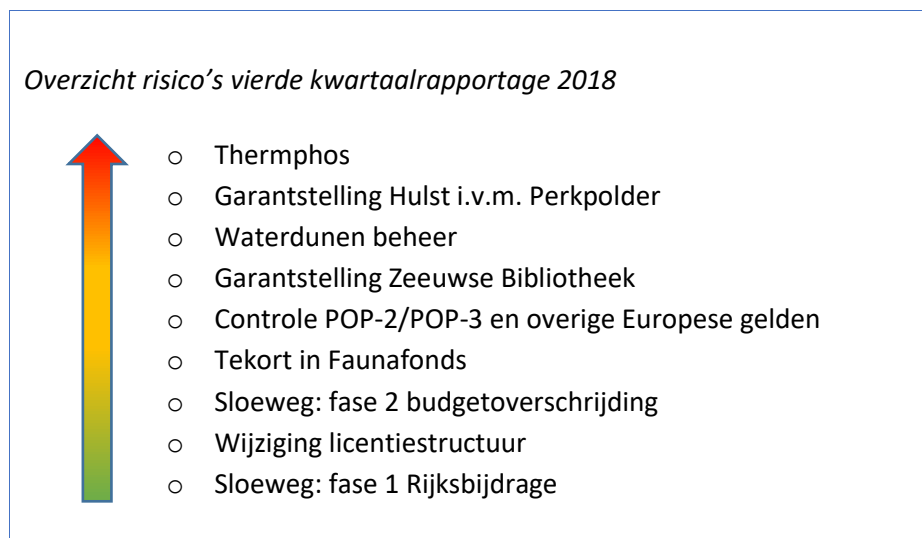 Overzicht risico's vierde kwartaalrapportage 2018
o Thermphos
o Garantstelling Hulst i.v.m. Perkpolder
o Waterdunen beheer
o Garantstelling Zeeuwse Bibliotheek
o Controle POP-2/POP-3 en overige Europese gelden
o Tekort in Faunafonds
o Sloeweg: fase 2 budgetoverschrijding
o Wijziging licentiestructuur
o Sloeweg: fase 1 Rijksbijdrage